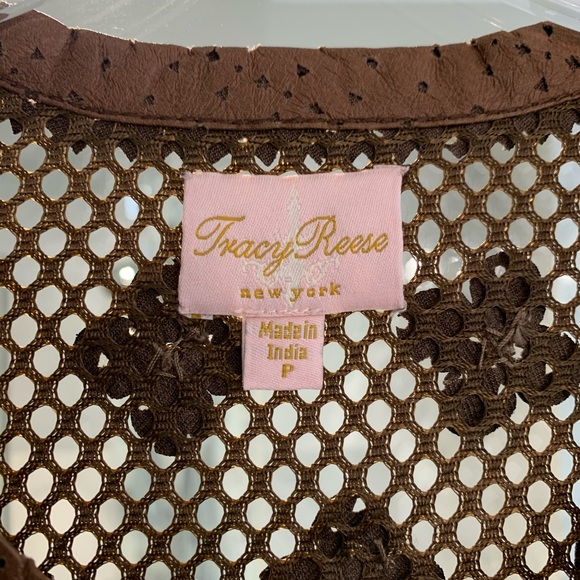 Tracy Reese
new york
Made in
India
P